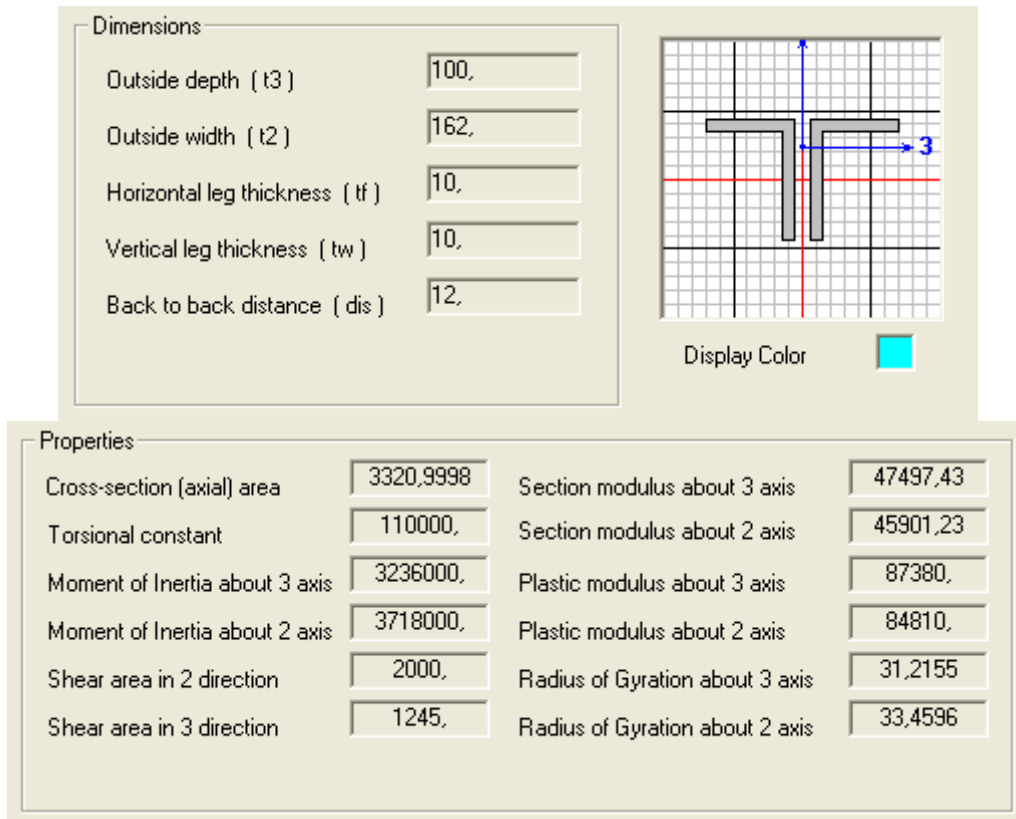 Dimensions
Outside depth ( t3 ) 100,
Outside width ( t2 ) 162,
Horizontal leg thickness ( tf ) 10,
Vertical leg thickness ( tw ) 10,
Back to back distance ( dis ) 12,
3
Display Color
Properties
Cross-section (axial) area 3320,9998 Section modulus about 3 axis 47497,43
Torsional constant 110000, Section modulus about 2 axis 45901,23
Moment of Inertia about 3 axis 3236000, Plastic modulus about 3 axis 87380,
Moment of Inertia about 2 axis 3718000, Plastic modulus about 2 axis 84810,
Shear area in 2 direction 2000, Radius of Gyration about 3 axis 31,2155
Shear area in 3 direction 1245, Radius of Gyration about 2 axis 33,4596